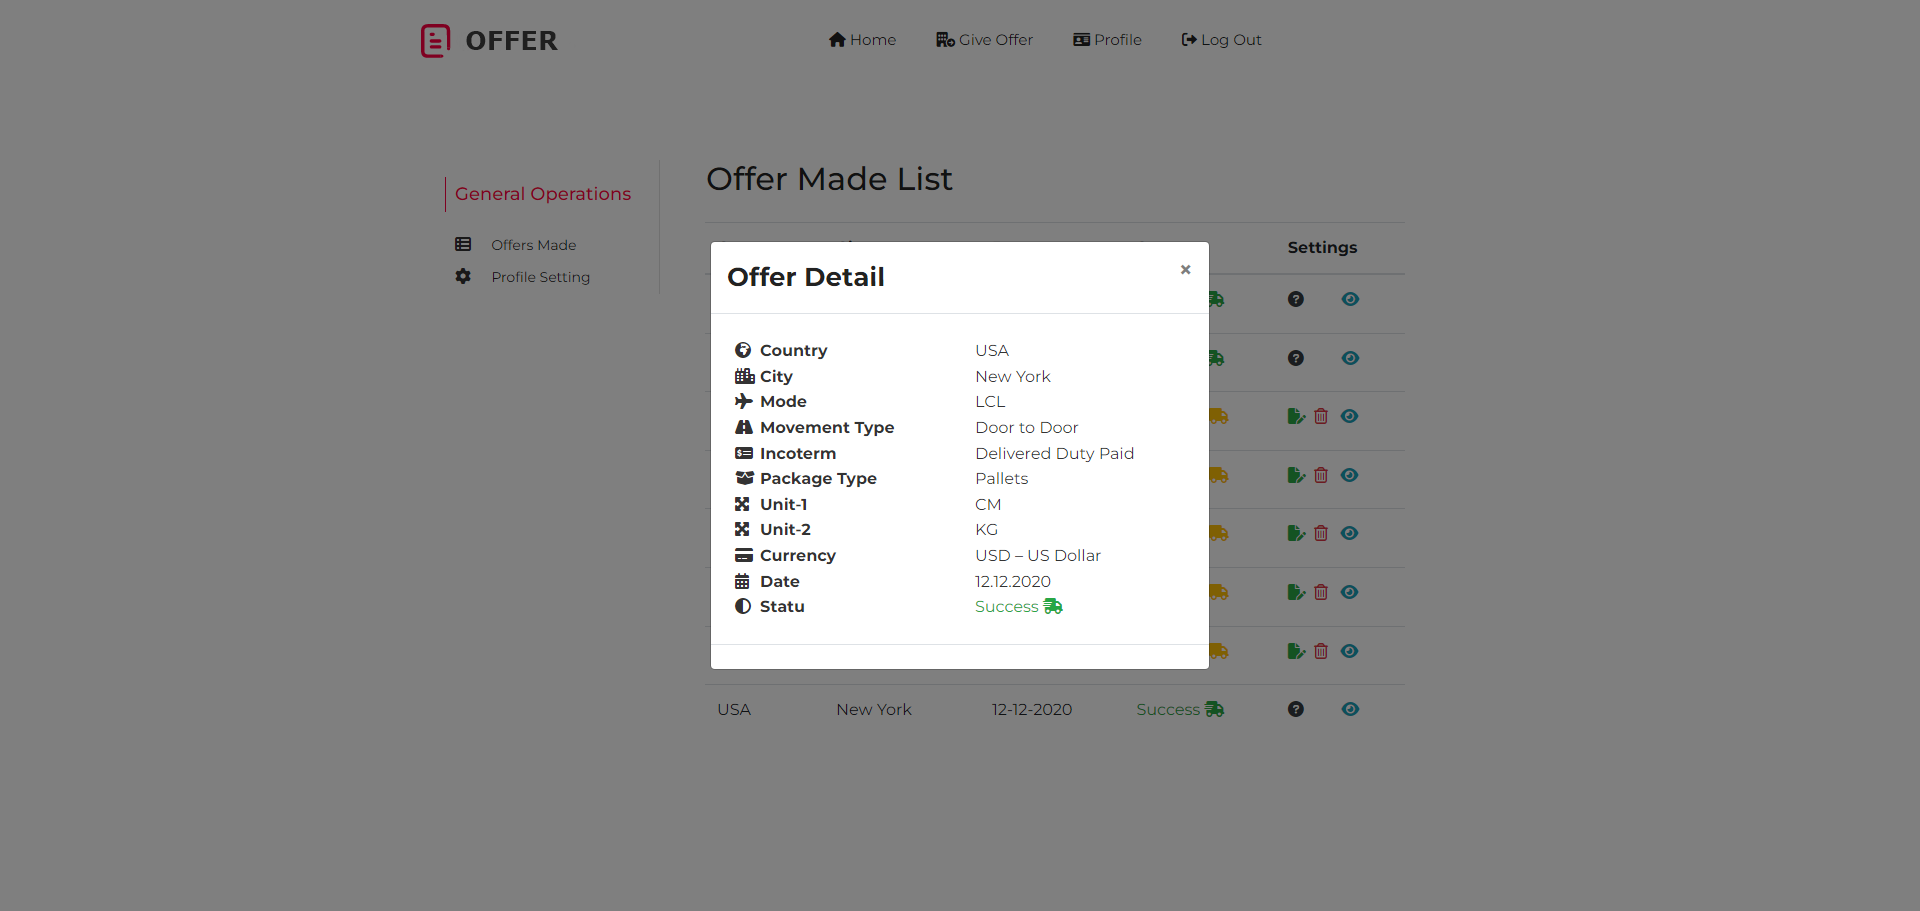 OFFER
Home Give Offer Profile Log Out
General Operations
Offers Made
Profile Setting
Offer Made List
Settings
Offer Detail
×
Country USA
City New York
Mode LCL
Movement Type Door to Door
Incoterm Delivered Duty Paid
Package Type Pallets
Unit-1 CM
Unit-2 KG
Currency USD – US Dollar
Date 12.12.2020
Statu Success
USA New York 12-12-2020 Success